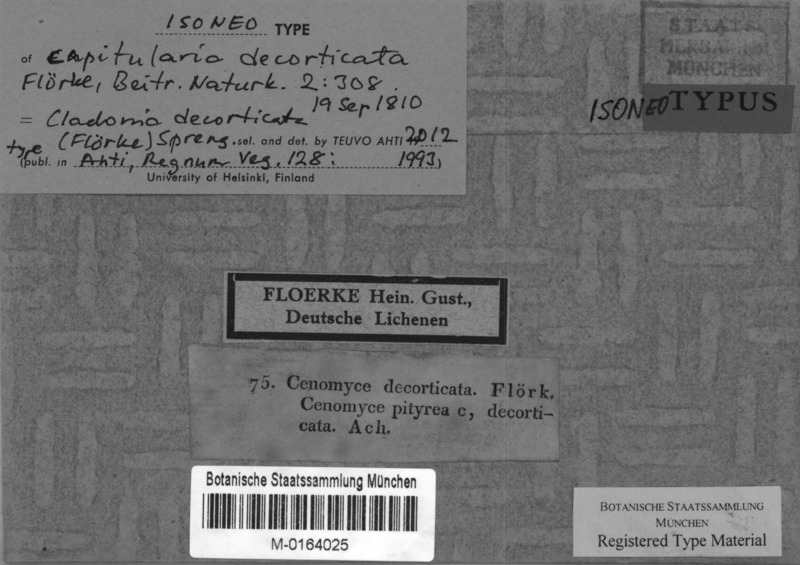 ISONEO TYPE
of Capitularia decorticata
Flörke, Beitr. Naturk. 2:308.
19 Sep 1810
= Cladonia decorticata
(Flörke) Spreng. sel. and det. by TEUVO AHTI 2012
type
(publ. in Ahti, Regnum Veg. 128: 1993)
University of Helsinki, Finland
STAATS
HERBARIUM
MÜNCHEN
ISONEO TYPUS
FLOERKE Hein. Gust.,
Deutsche Lichenen
75. Cenomyce decorticata. Flörk.
Cenomyce pityrea c, decorti-
cata. Ach.
Botanische Staatssammlung München
M-0164025
BOTANISCHE STAATSSAMMLUNG
MÜNCHEN
Registered Type Material